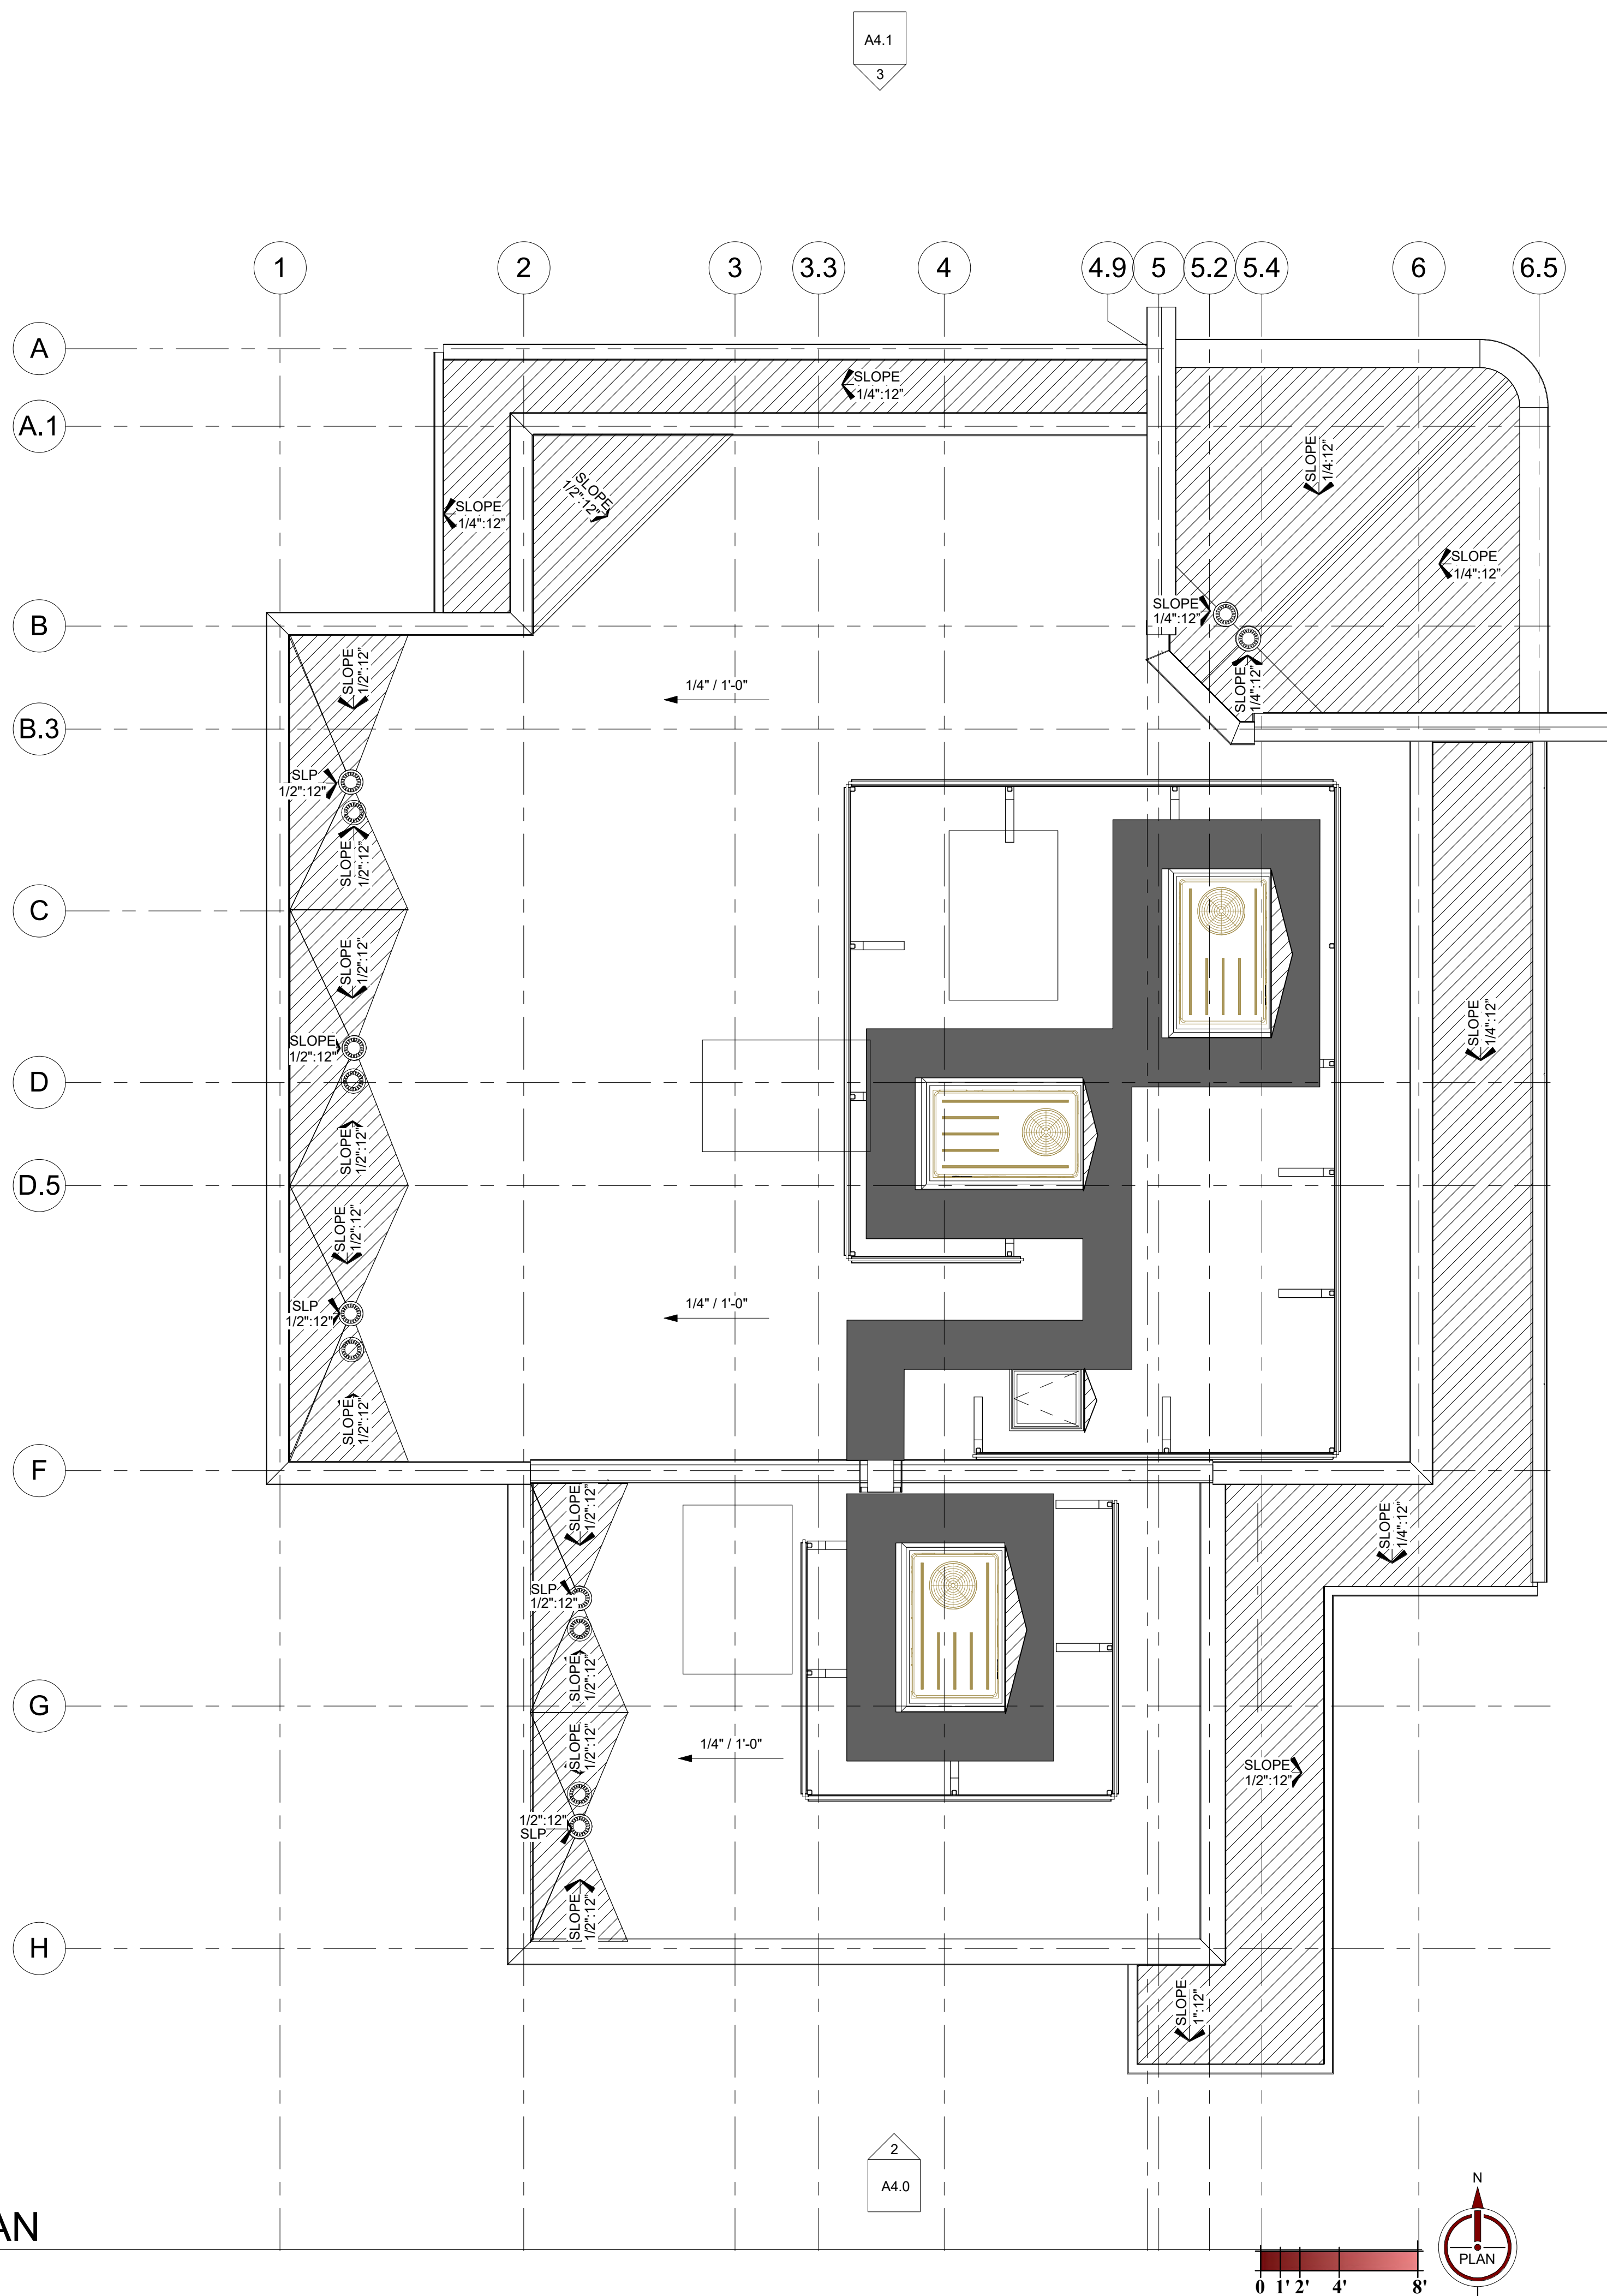 A4.1
3
1
2
3
3.3
4
4.9
5
5.2
5.4
6
6.5
A
SLOPE
1/4":12"
A.1
SLOPE
1/4:12"
SLOPE
1/2":12"
SLOPE
1/4":12"
SLOPE
1/4":12"
SLOPE
1/4":12"
B
SLOPE
1/2":12"
SLOPE
1/4":12"
1/4" / 1'-0"
B.3
SLP
1/2":12"
SLOPE
1/2":12"
C
SLOPE
1/2":12"
SLOPE
1/2":12"
SLOPE
1/4":12"
D
SLOPE
1/2":12"
D.5
SLOPE
1/2":12"
SLP
1/2":12"
1/4" / 1'-0"
SLOPE
1/2":12"
F
SLOPE
1/2":12"
SLOPE
1/4":12"
SLP
1/2":12"
SLOPE
1/2":12"
G
SLOPE
1/2":12"
1/4" / 1'-0"
SLOPE
1/2":12"
1/2":12"
SLP
SLOPE
1/2":12"
H
SLOPE
1":12"
2
A4.0
N
PLAN
AN
0 1' 2' 4' 8'